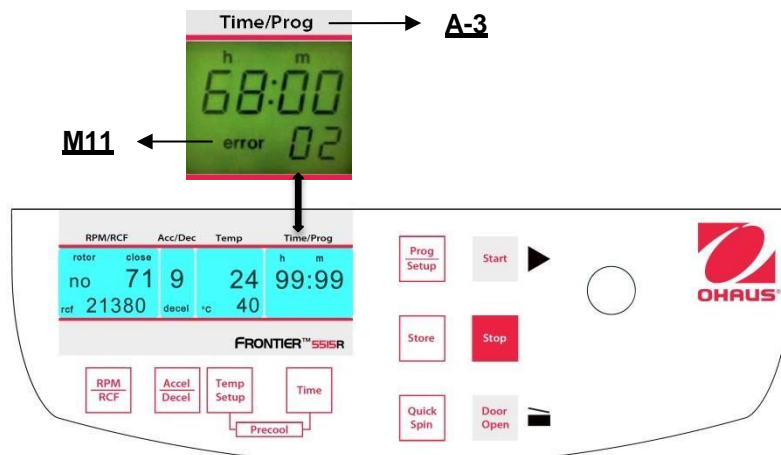 Time/Prog
A-3
h m
68:00
M11
error 02
RPM/RCF Acc/Dec Temp Time/Prog
rotor close h m
no 71 9 24 99:99
rcf 21380 decel °C 40
FRONTIER™ 5515R
RPM
RCF
Accel
Decel
Temp
Setup
Time
Precool
Prog
Setup
Start
Store
Stop
Quick
Spin
Door
Open
OHAUS®